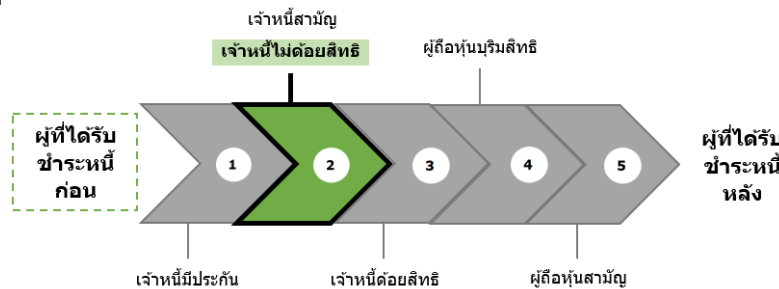 เจ้าหนี้สามัญ
เจ้าหนี้ไม่ด้อยสิทธิ
ผู้ถือหุ้นบุริมสิทธิ
ผู้ที่ได้รับ
ชำระหนี้
ก่อน
1
2
3
4
5
ผู้ที่ได้รับ
ชำระหนี้
หลัง
เจ้าหนี้มีประกัน
เจ้าหนี้ด้อยสิทธิ
ผู้ถือหุ้นสามัญ